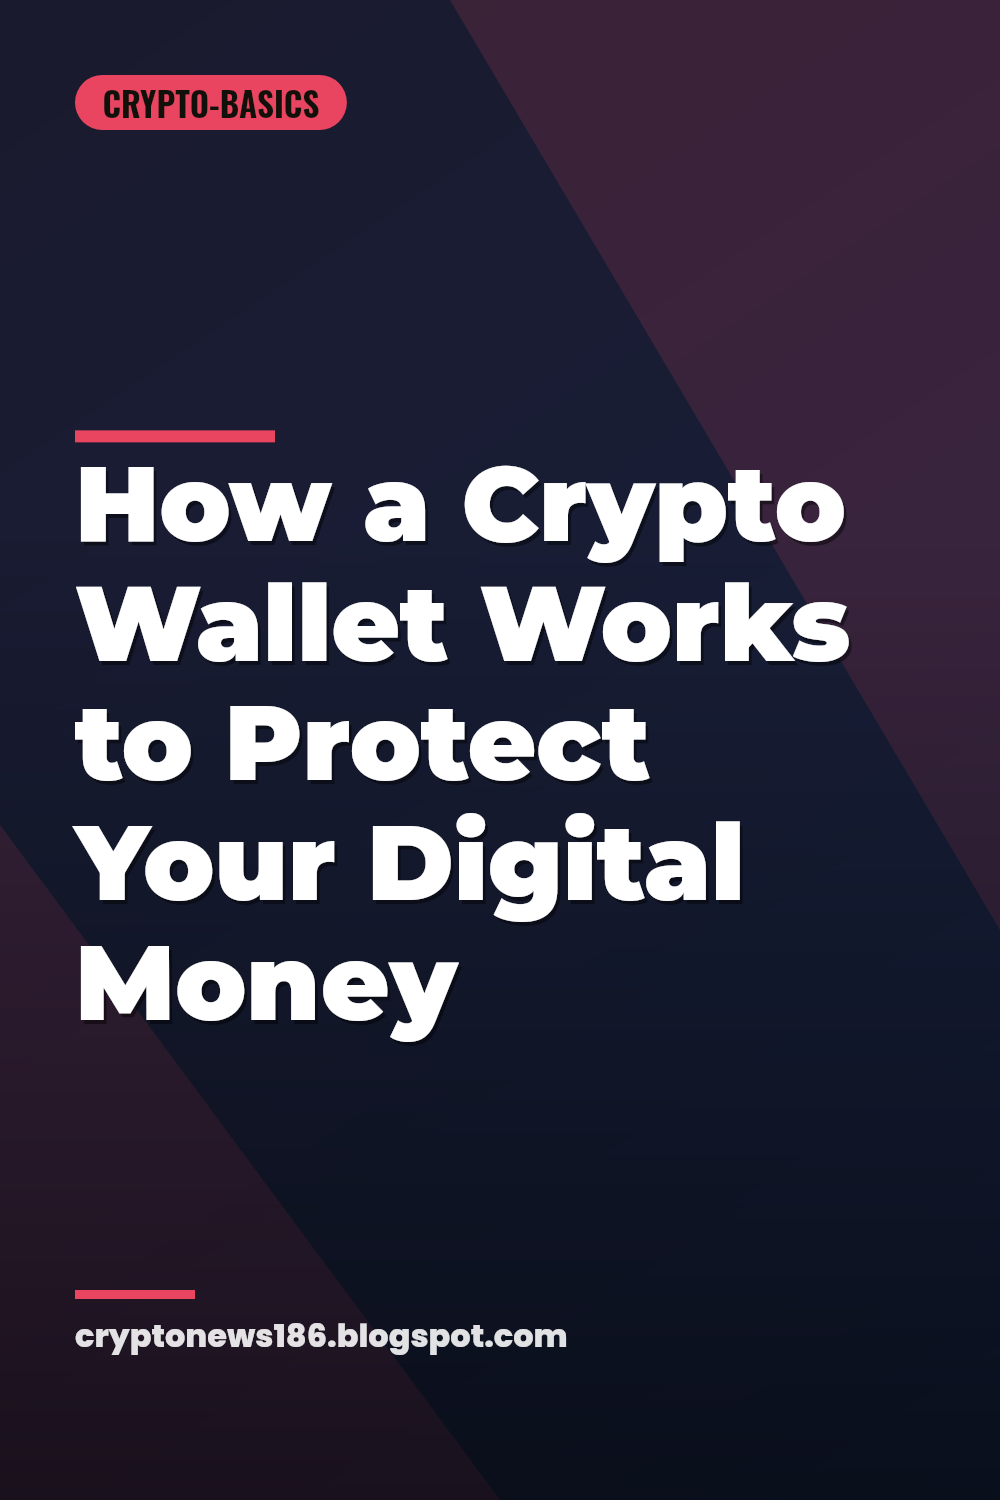 CRYPTO-BASICS
How a Crypto
Wallet Works
to Protect
Your Digital
Money
cryptonews186.blogspot.com